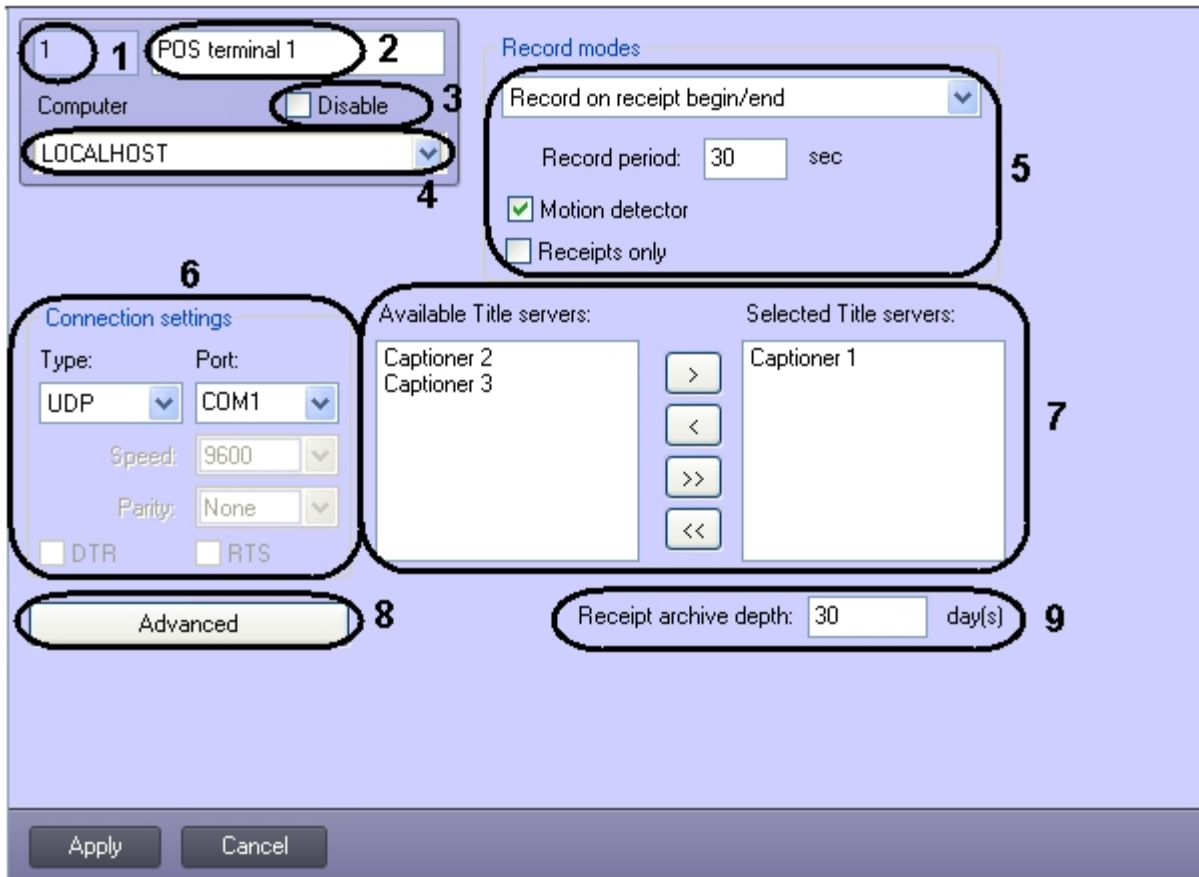 1 1 POS terminal 1 2
Computer Disable 3
LOCALHOST
4
Record modes
Record on receipt begin/end
Record period: 30 sec
5
Motion detector
Receipts only
6
Connection settings
Type: Port:
UDP COM1
Speed: 9600
Parity: None
DTR RTS
Available Title servers: Selected Title servers:
Captioner 2 Captioner 1
Captioner 3
>
<
>>
<<
7
Advanced 8
Receipt archive depth: 30 day(s) 9
Apply Cancel